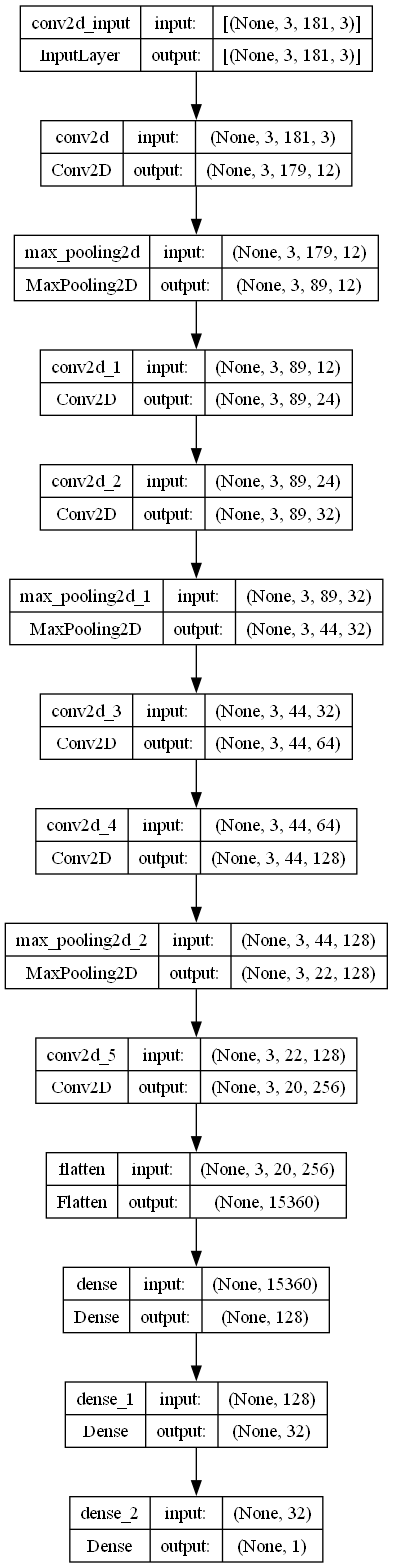 conv2d_input input: [(None, 3, 181, 3)]
InputLayer output: [(None, 3, 181, 3)]
conv2d input: (None, 3, 181, 3)
Conv2D output: (None, 3, 179, 12)
max_pooling2d input: (None, 3, 179, 12)
MaxPooling2D output: (None, 3, 89, 12)
conv2d_1 input: (None, 3, 89, 12)
Conv2D output: (None, 3, 89, 24)
conv2d_2 input: (None, 3, 89, 24)
Conv2D output: (None, 3, 89, 32)
max_pooling2d_1 input: (None, 3, 89, 32)
MaxPooling2D output: (None, 3, 44, 32)
conv2d_3 input: (None, 3, 44, 32)
Conv2D output: (None, 3, 44, 64)
conv2d_4 input: (None, 3, 44, 64)
Conv2D output: (None, 3, 44, 128)
max_pooling2d_2 input: (None, 3, 44, 128)
MaxPooling2D output: (None, 3, 22, 128)
conv2d_5 input: (None, 3, 22, 128)
Conv2D output: (None, 3, 20, 256)
flatten input: (None, 3, 20, 256)
Flatten output: (None, 15360)
dense input: (None, 15360)
Dense output: (None, 128)
dense_1 input: (None, 128)
Dense output: (None, 32)
dense_2 input: (None, 32)
Dense output: (None, 1)